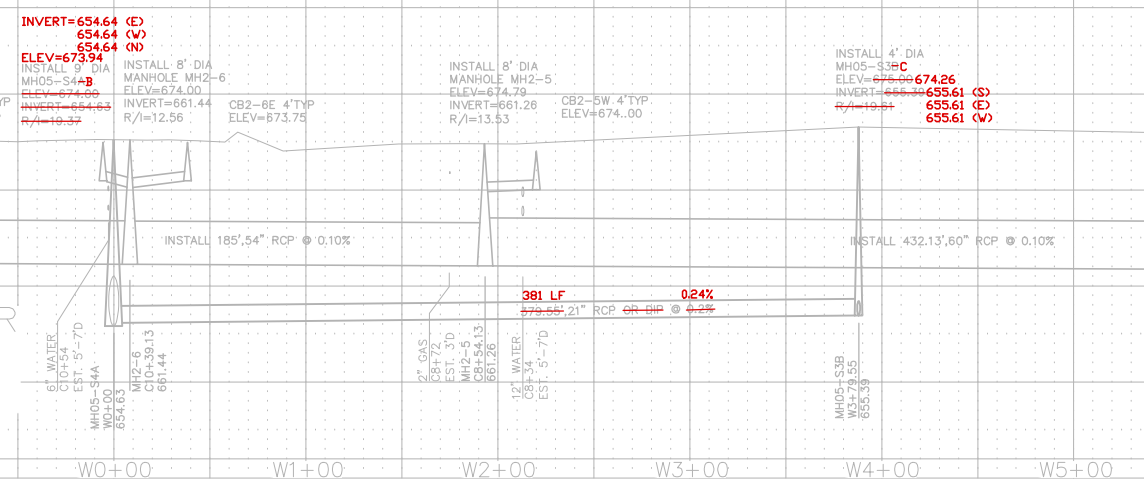 INVERT=654.64 (E)
654.64 (W)
654.64 (N)
ELEV=673.94
INSTALL 9' DIA
MH05-S4A B
ELEV=674.00
INVERT=654.63
R/I=19.37
INSTALL 8' DIA
MANHOLE MH2-6
ELEV=674.00
INVERT=661.44
R/I=12.56
CB2-6E 4'TYP
ELEV=673.75
INSTALL 8' DIA
MANHOLE MH2-5
ELEV=674.79
INVERT=661.26
R/I=13.53
CB2-5W 4'TYP
ELEV=674..00
INSTALL 4' DIA
MH05-S3B C
ELEV=675.00 674.26
INVERT=655.39 655.61 (S)
R/I=19.61 655.61 (E)
655.61 (W)
YP
INSTALL 185',54" RCP @ 0.10%
INSTALL 432.13',60" RCP @ 0.10%
381 LF 0.24%
379.55',21" RCP OR DIP @ 0.2%
R
6" WATER
C10+54
EST. 5'-7'D
MH05-S4A
W0+00
654.63
MH2-6
C10+39.13
661.44
2" GAS
C8+72
EST. 3'D
MH2-5
C8+54.13
661.26
12" WATER
C8+34
EST. 5'-7'D
MH05-S3B
W3+79.55
655.39
W0+00 W1+00 W2+00 W3+00 W4+00 W5+00